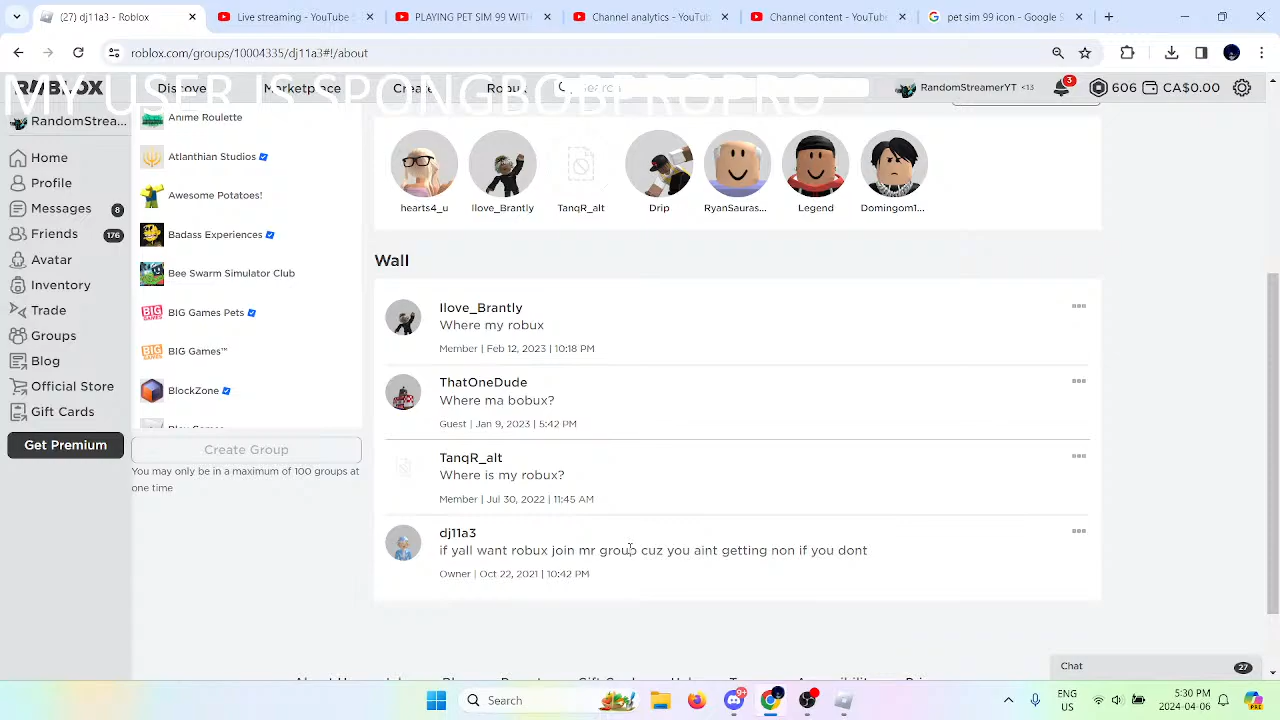 (27) dj11a3 - Roblox
Live streaming - YouTube S
PLAYING PET SIM 98 WITH
Channel analytics - YouTub
Channel content - YouTube
pet sim 99 icon - Google S
roblox.com/groups/10004335/dj11a3#!/about
MY USER IS SPONGBOBPROPRO
Discover
Marketplace
Create
Robux
Search
RandomStreamerYT
3
606
CA$0.00
RandomStrea...
Home
Profile
Messages
8
Friends
176
Avatar
Inventory
Trade
Groups
Blog
Official Store
Gift Cards
Get Premium
Anime Roulette
Atlanthian Studios
Awesome Potatoes!
Badass Experiences
Bee Swarm Simulator Club
BIG Games Pets
BIG Games™
BlockZone
Create Group
You may only be in a maximum of 100 groups at
one time
hearts4_u
Ilove_Brantly
TanqR_alt
Drip
RyanSauras...
Legend
Domingom1...
Wall
Ilove_Brantly
Where my robux
Member | Feb 12, 2023 | 10:18 PM
ThatOneDude
Where ma bobux?
Guest | Jan 9, 2023 | 5:42 PM
TanqR_alt
Where is my robux?
Member | Jul 30, 2022 | 11:45 AM
dj11a3
if yall want robux join mr group cuz you aint getting non if you dont
Owner | Oct 22, 2021 | 10:42 PM
Chat
27
Search
ENG
US
5:30 PM
2024-04-06